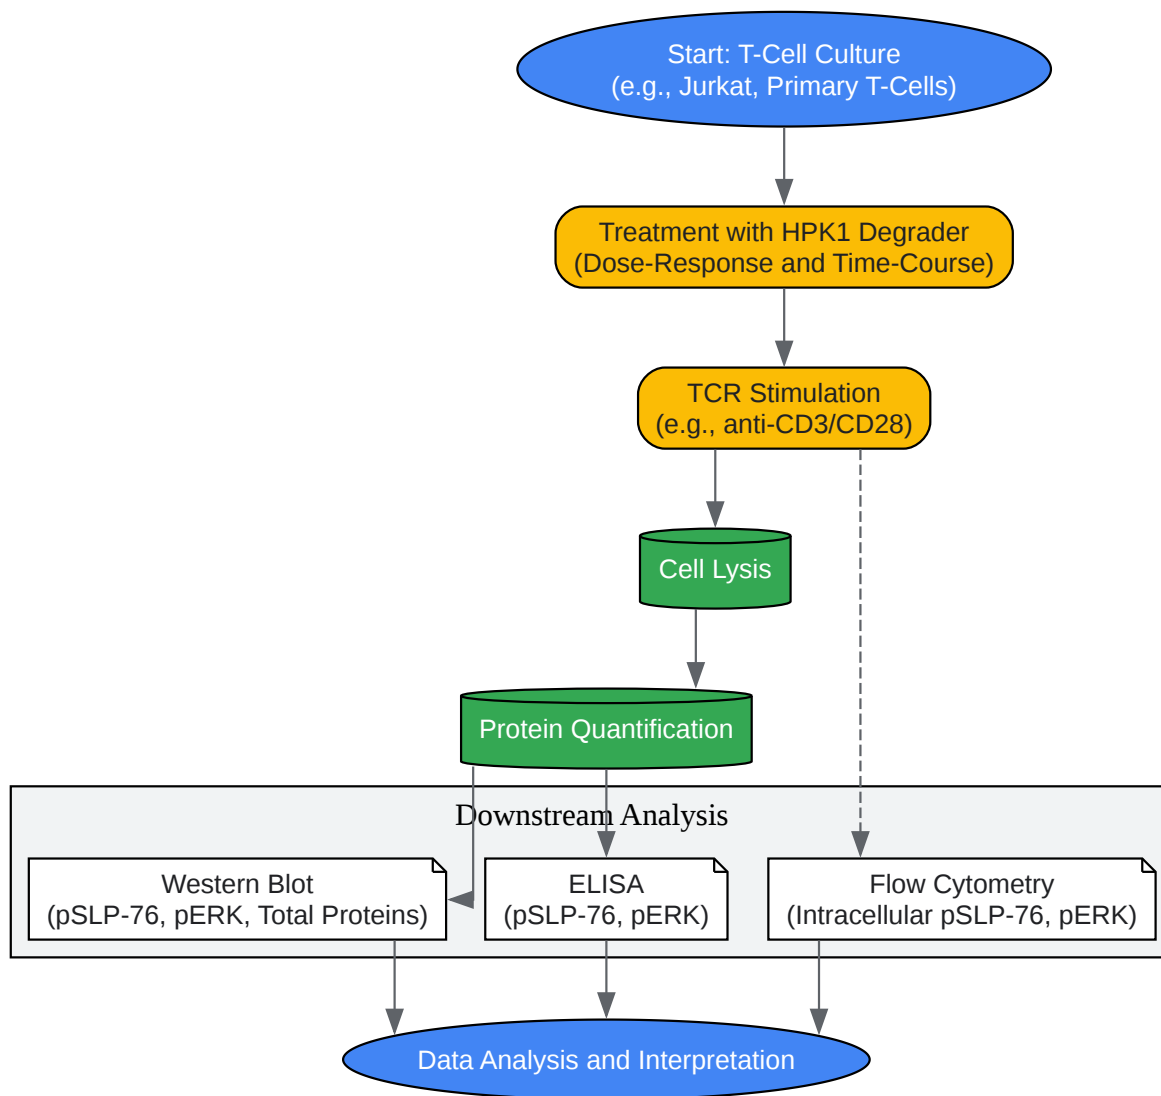 Start: T-Cell Culture
(e.g., Jurkat, Primary T-Cells)
Treatment with HPK1 Degrader
(Dose-Response and Time-Course)
TCR Stimulation
(e.g., anti-CD3/CD28)
Cell Lysis
Protein Quantification
Downstream Analysis
Western Blot
(pSLP-76, pERK, Total Proteins)
ELISA
(pSLP-76, pERK)
Flow Cytometry
(Intracellular pSLP-76, pERK)
Data Analysis and Interpretation